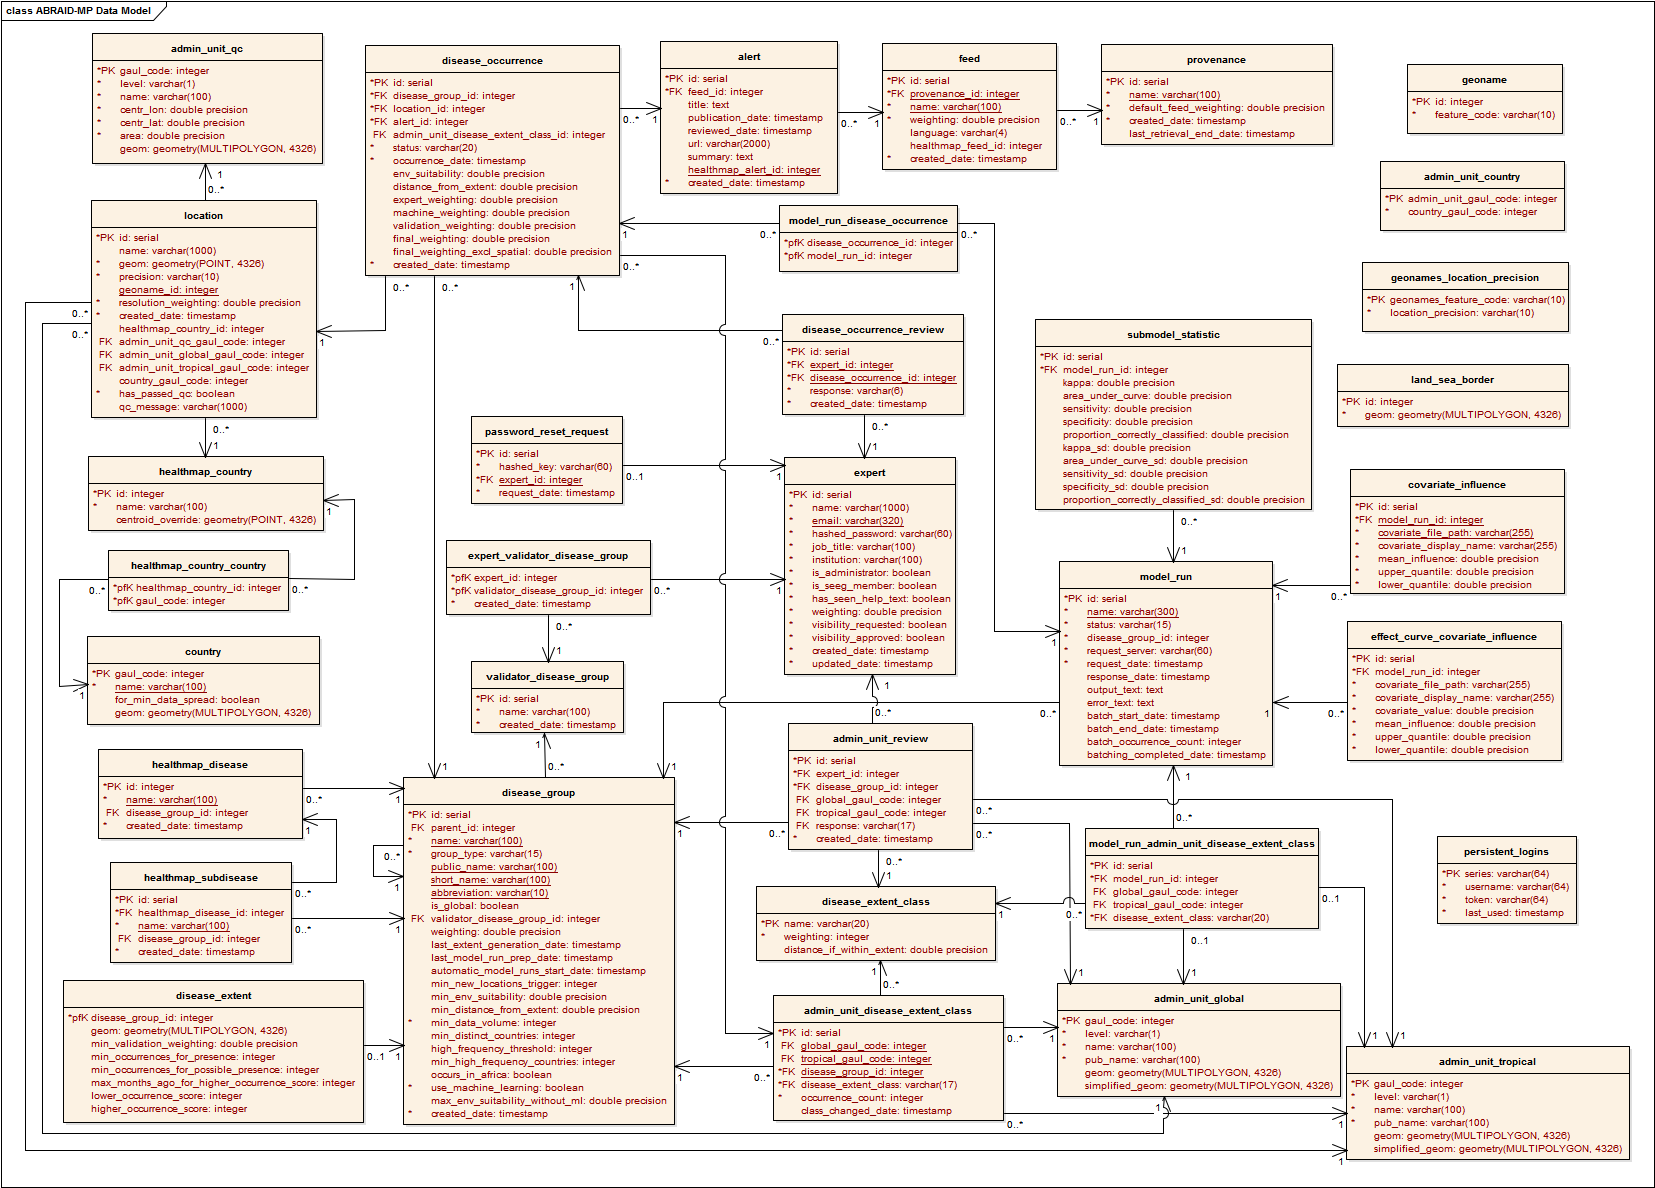 class ABRAID-MP Data Model
admin_unit_qc
*PK gaul_code: integer
* level: varchar(1)
* name: varchar(100)
* centr_lon: double precision
* centr_lat: double precision
* area: double precision
geom: geometry(MULTIPOLYGON, 4326)
disease_occurrence
*PK id: serial
*FK disease_group_id: integer
*FK location_id: integer
*FK alert_id: integer
FK admin_unit_disease_extent_class_id: integer
* status: varchar(20)
* occurrence_date: timestamp
env_suitability: double precision
distance_from_extent: double precision
expert_weighting: double precision
machine_weighting: double precision
validation_weighting: double precision
final_weighting: double precision
final_weighting_excl_spatial: double precision
* created_date: timestamp
alert
*PK id: serial
*FK feed_id: integer
title: text
publication_date: timestamp
reviewed_date: timestamp
url: varchar(2000)
summary: text
healthmap_alert_id: integer
* created_date: timestamp
feed
*PK id: serial
*FK provenance_id: integer
* name: varchar(100)
* weighting: double precision
language: varchar(4)
healthmap_feed_id: integer
* created_date: timestamp
provenance
*PK id: serial
* name: varchar(100)
* default_feed_weighting: double precision
* created_date: timestamp
last_retrieval_end_date: timestamp
geoname
*PK id: integer
* feature_code: varchar(10)
admin_unit_country
*PK admin_unit_gaul_code: integer
* country_gaul_code: integer
geonames_location_precision
*PK geonames_feature_code: varchar(10)
* location_precision: varchar(10)
land_sea_border
*PK id: integer
* geom: geometry(MULTIPOLYGON, 4326)
location
*PK id: serial
name: varchar(1000)
* geom: geometry(POINT, 4326)
* precision: varchar(10)
geoname_id: integer
* resolution_weighting: double precision
* created_date: timestamp
healthmap_country_id: integer
FK admin_unit_qc_gaul_code: integer
FK admin_unit_global_gaul_code: integer
FK admin_unit_tropical_gaul_code: integer
country_gaul_code: integer
* has_passed_qc: boolean
qc_message: varchar(1000)
model_run_disease_occurrence
*pfK disease_occurrence_id: integer
*pfK model_run_id: integer
disease_occurrence_review
*PK id: serial
*FK expert_id: integer
*FK disease_occurrence_id: integer
* response: varchar(6)
* created_date: timestamp
submodel_statistic
*PK id: serial
*FK model_run_id: integer
kappa: double precision
area_under_curve: double precision
sensitivity: double precision
specificity: double precision
proportion_correctly_classified: double precision
kappa_sd: double precision
area_under_curve_sd: double precision
sensitivity_sd: double precision
specificity_sd: double precision
proportion_correctly_classified_sd: double precision
password_reset_request
*PK id: serial
* hashed_key: varchar(60)
*FK expert_id: integer
* request_date: timestamp
expert
*PK id: serial
* name: varchar(1000)
* email: varchar(320)
* hashed_password: varchar(60)
* job_title: varchar(100)
* institution: varchar(100)
* is_administrator: boolean
* is_seeg_member: boolean
* has_seen_help_text: boolean
* weighting: double precision
* visibility_requested: boolean
* visibility_approved: boolean
* created_date: timestamp
* updated_date: timestamp
covariate_influence
*PK id: serial
*FK model_run_id: integer
* covariate_file_path: varchar(255)
* covariate_display_name: varchar(255)
* mean_influence: double precision
* upper_quantile: double precision
* lower_quantile: double precision
healthmap_country
*PK id: integer
* name: varchar(100)
centroid_override: geometry(POINT, 4326)
healthmap_country_country
*pfK healthmap_country_id: integer
*pfK gaul_code: integer
country
*PK gaul_code: integer
* name: varchar(100)
for_min_data_spread: boolean
geom: geometry(MULTIPOLYGON, 4326)
expert_validator_disease_group
*pfK expert_id: integer
*pfK validator_disease_group_id: integer
* created_date: timestamp
validator_disease_group
*PK id: serial
* name: varchar(100)
* created_date: timestamp
model_run
*PK id: serial
* name: varchar(300)
* status: varchar(15)
* disease_group_id: integer
* request_server: varchar(60)
* request_date: timestamp
response_date: timestamp
output_text: text
error_text: text
batch_start_date: timestamp
batch_end_date: timestamp
batch_occurrence_count: integer
batching_completed_date: timestamp
effect_curve_covariate_influence
*PK id: serial
*FK model_run_id: integer
* covariate_file_path: varchar(255)
* covariate_display_name: varchar(255)
* covariate_value: double precision
* mean_influence: double precision
* upper_quantile: double precision
* lower_quantile: double precision
healthmap_disease
*PK id: integer
* name: varchar(100)
FK disease_group_id: integer
* created_date: timestamp
healthmap_subdisease
*PK id: serial
*FK healthmap_disease_id: integer
* name: varchar(100)
FK disease_group_id: integer
* created_date: timestamp
disease_extent
*pfK disease_group_id: integer
geom: geometry(MULTIPOLYGON, 4326)
min_validation_weighting: double precision
min_occurrences_for_presence: integer
min_occurrences_for_possible_presence: integer
max_months_ago_for_higher_occurrence_score: integer
lower_occurrence_score: integer
higher_occurrence_score: integer
disease_group
*PK id: serial
FK parent_id: integer
* name: varchar(100)
* group_type: varchar(15)
public_name: varchar(100)
short_name: varchar(100)
abbreviation: varchar(10)
is_global: boolean
FK validator_disease_group_id: integer
weighting: double precision
last_extent_generation_date: timestamp
last_model_run_prep_date: timestamp
automatic_model_runs_start_date: timestamp
min_new_locations_trigger: integer
min_env_suitability: double precision
min_distance_from_extent: double precision
* min_data_volume: integer
min_distinct_countries: integer
high_frequency_threshold: integer
min_high_frequency_countries: integer
occurs_in_africa: boolean
* use_machine_learning: boolean
max_env_suitability_without_ml: double precision
* created_date: timestamp
admin_unit_review
*PK id: serial
*FK expert_id: integer
*FK disease_group_id: integer
FK global_gaul_code: integer
FK tropical_gaul_code: integer
FK response: varchar(17)
* created_date: timestamp
disease_extent_class
*PK name: varchar(20)
* weighting: integer
distance_if_within_extent: double precision
admin_unit_disease_extent_class
*PK id: serial
FK global_gaul_code: integer
FK tropical_gaul_code: integer
*FK disease_group_id: integer
*FK disease_extent_class: varchar(17)
* occurrence_count: integer
class_changed_date: timestamp
model_run_admin_unit_disease_extent_class
*PK id: serial
*FK model_run_id: integer
FK global_gaul_code: integer
FK tropical_gaul_code: integer
*FK disease_extent_class: varchar(20)
persistent_logins
*PK series: varchar(64)
* username: varchar(64)
* token: varchar(64)
* last_used: timestamp
admin_unit_global
*PK gaul_code: integer
* level: varchar(1)
* name: varchar(100)
* pub_name: varchar(100)
geom: geometry(MULTIPOLYGON, 4326)
simplified_geom: geometry(MULTIPOLYGON, 4326)
admin_unit_tropical
*PK gaul_code: integer
* level: varchar(1)
* name: varchar(100)
* pub_name: varchar(100)
geom: geometry(MULTIPOLYGON, 4326)
simplified_geom: geometry(MULTIPOLYGON, 4326)